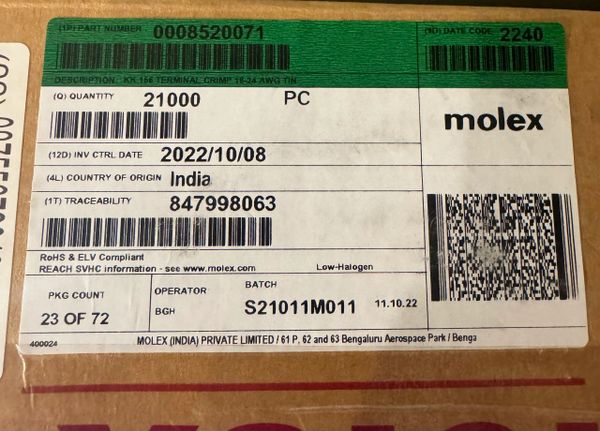 (1P) PART NUMBER 0008520071
(9D) DATE CODE 2240
DESCRIPTION: KK 156 TERMINAL CRIMP 18-24 AWG TIN
(Q) QUANTITY 21000 PC
molex
(12D) INV CTRL DATE 2022/10/08
(4L) COUNTRY OF ORIGIN India
(1T) TRACEABILITY 847998063
RoHS & ELV Compliant
REACH SVHC information - see www.molex.com Low-Halogen
PKG COUNT
23 OF 72
OPERATOR
BGH
BATCH
S21011M011 11.10.22
400024
MOLEX (INDIA) PRIVATE LIMITED / 61 P, 62 and 63 Bengaluru Aerospace Park / Benga